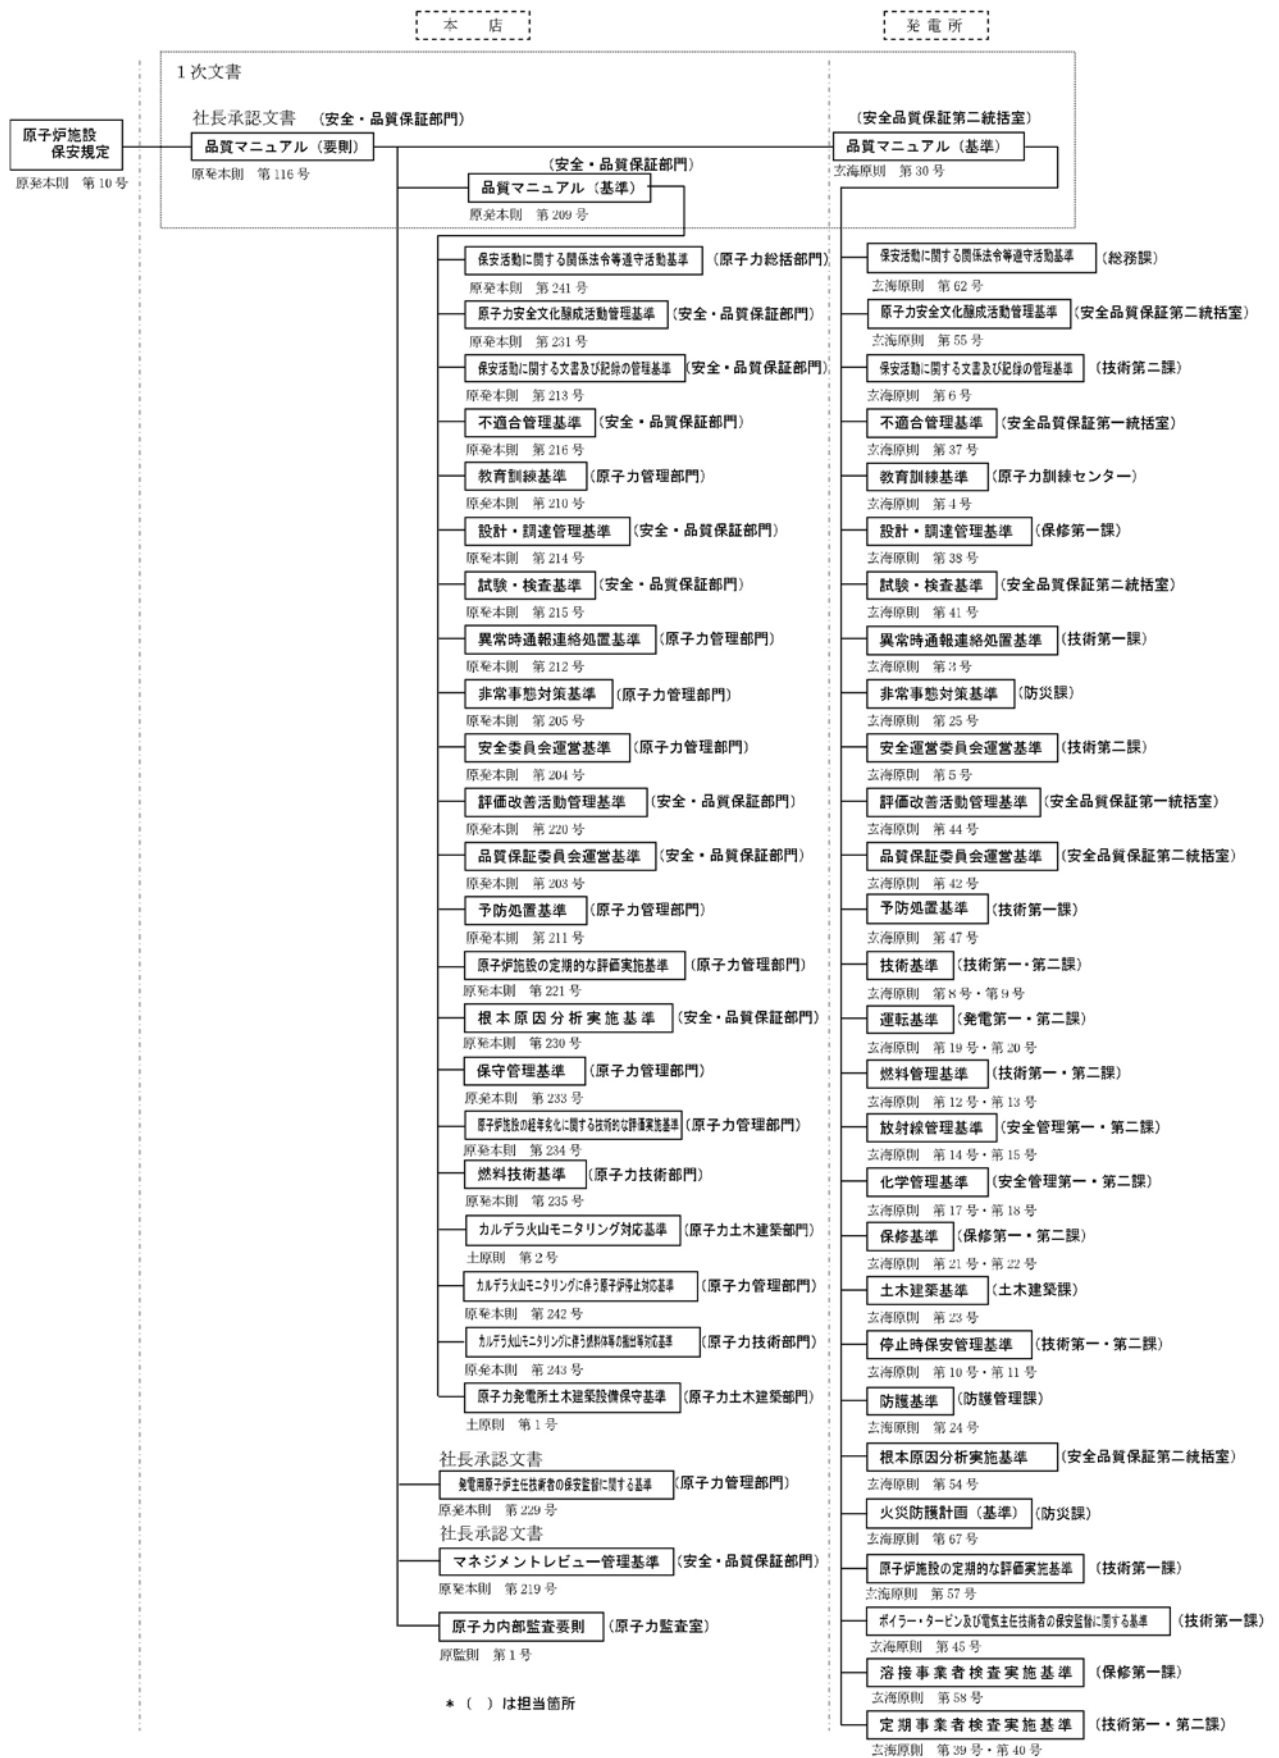 本　店
発電所
1次文書
原子炉施設
保安規定
原発本則　第10号
社長承認文書 (安全・品質保証部門)
品質マニュアル（要則）
原発本則　第116号
(安全・品質保証部門)
品質マニュアル（基準）
原発本則　第209号
保安活動に関する関係法令等遵守活動基準 (原子力総括部門)
原発本則　第241号
原子力安全文化醸成活動管理基準 (安全・品質保証部門)
原発本則　第231号
保安活動に関する文書及び記録の管理基準 (安全・品質保証部門)
原発本則　第213号
不適合管理基準 (安全・品質保証部門)
原発本則　第216号
教育訓練基準 (原子力管理部門)
原発本則　第210号
設計・調達管理基準 (安全・品質保証部門)
原発本則　第214号
試験・検査基準 (安全・品質保証部門)
原発本則　第215号
異常時通報連絡処置基準 (原子力管理部門)
原発本則　第212号
非常事態対策基準 (原子力管理部門)
原発本則　第205号
安全委員会運営基準 (原子力管理部門)
原発本則　第204号
評価改善活動管理基準 (安全・品質保証部門)
原発本則　第220号
品質保証委員会運営基準 (安全・品質保証部門)
原発本則　第203号
予防処置基準 (原子力管理部門)
原発本則　第211号
原子炉施設の定期的な評価実施基準 (原子力管理部門)
原発本則　第221号
根本原因分析実施基準 (安全・品質保証部門)
原発本則　第230号
保守管理基準 (原子力管理部門)
原発本則　第233号
原子炉施設の経年劣化に関する技術的な評価実施基準 (原子力管理部門)
原発本則　第234号
燃料技術基準 (原子力技術部門)
原発本則　第235号
カルデラ火山モニタリング対応基準 (原子力土木建築部門)
土原則　第2号
カルデラ火山モニタリングに伴う原子炉停止対応基準 (原子力管理部門)
原発本則　第242号
カルデラ火山モニタリングに伴う燃料体等の搬出等対応基準 (原子力技術部門)
原発本則　第243号
原子力発電所土木建築設備保守基準 (原子力土木建築部門)
土原則　第1号
社長承認文書
発電用原子炉主任技術者の保安監督に関する基準 (原子力管理部門)
原発本則　第229号
社長承認文書
マネジメントレビュー管理基準 (安全・品質保証部門)
原発本則　第219号
原子力内部監査要則 (原子力監査室)
原監則　第1号
＊（　）は担当箇所
(安全品質保証第二統括室)
品質マニュアル（基準）
玄海原則　第30号
保安活動に関する関係法令等遵守活動基準 (総務課)
玄海原則　第62号
原子力安全文化醸成活動管理基準 (安全品質保証第二統括室)
玄海原則　第55号
保安活動に関する文書及び記録の管理基準 (技術第二課)
玄海原則　第6号
不適合管理基準 (安全品質保証第一統括室)
玄海原則　第37号
教育訓練基準 (原子力訓練センター)
玄海原則　第4号
設計・調達管理基準 (保修第一課)
玄海原則　第38号
試験・検査基準 (安全品質保証第二統括室)
玄海原則　第41号
異常時通報連絡処置基準 (技術第一課)
玄海原則　第3号
非常事態対策基準 (防災課)
玄海原則　第25号
安全運営委員会運営基準 (技術第二課)
玄海原則　第5号
評価改善活動管理基準 (安全品質保証第一統括室)
玄海原則　第44号
品質保証委員会運営基準 (安全品質保証第二統括室)
玄海原則　第42号
予防処置基準 (技術第一課)
玄海原則　第47号
技術基準 (技術第一・第二課)
玄海原則　第8号・第9号
運転基準 (発電第一・第二課)
玄海原則　第19号・第20号
燃料管理基準 (技術第一・第二課)
玄海原則　第12号・第13号
放射線管理基準 (安全管理第一・第二課)
玄海原則　第14号・第15号
化学管理基準 (安全管理第一・第二課)
玄海原則　第17号・第18号
保修基準 (保修第一・第二課)
玄海原則　第21号・第22号
土木建築基準 (土木建築課)
玄海原則　第23号
停止時保安管理基準 (技術第一・第二課)
玄海原則　第10号・第11号
防護基準 (防護管理課)
玄海原則　第24号
根本原因分析実施基準 (安全品質保証第二統括室)
玄海原則　第54号
火災防護計画（基準） (防災課)
玄海原則　第67号
原子炉施設の定期的な評価実施基準 (技術第一課)
玄海原則　第57号
ボイラー・タービン及び電気主任技術者の保安監督に関する基準 (技術第一課)
玄海原則　第45号
溶接事業者検査実施基準 (保修第一課)
玄海原則　第58号
定期事業者検査実施基準 (技術第一・第二課)
玄海原則　第39号・第40号